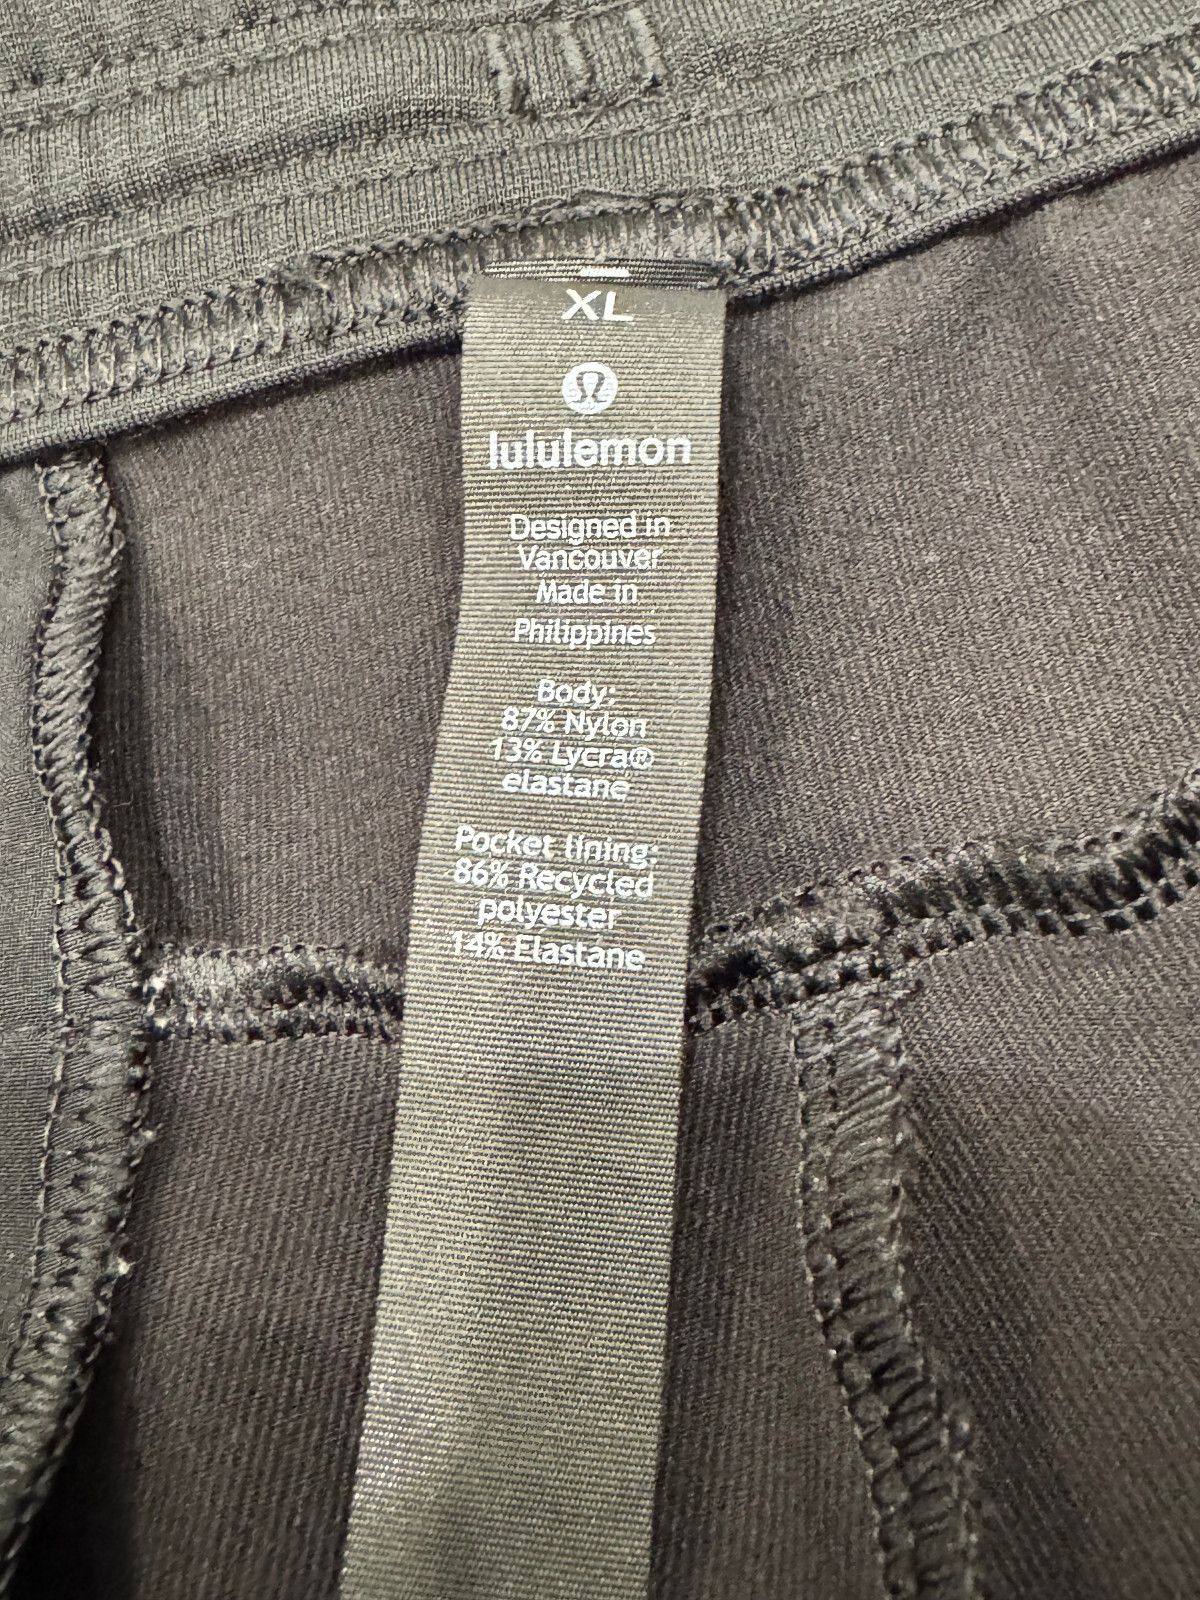 XL
lululemon
Designed in
Vancouver
Made in
Philippines
Body:
87% Nylon
13% Lycra®
elastane
Pocket lining:
86% Recycled
polyester
14% Elastane